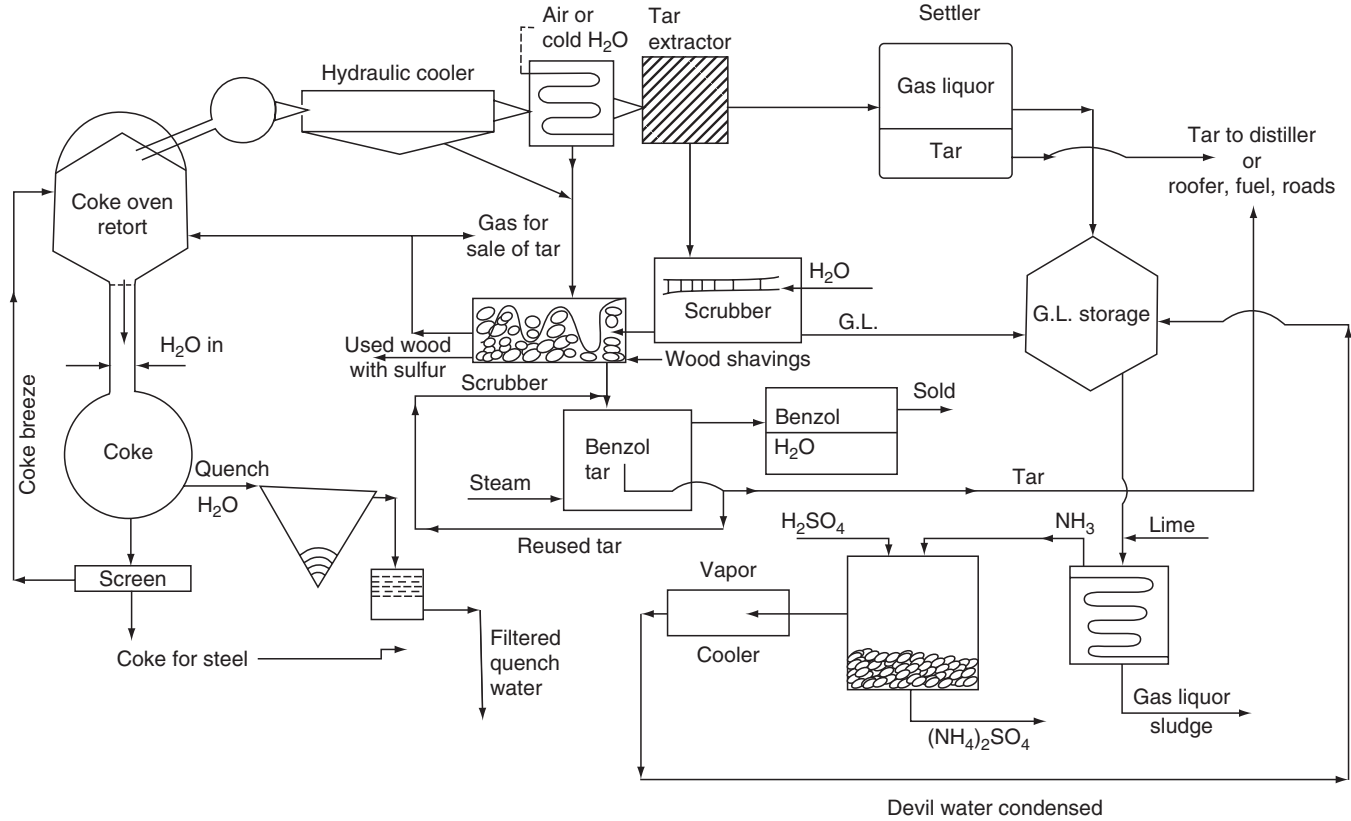 Air or
cold H₂O
Tar
extractor
Settler
Hydraulic cooler
Gas liquor
Tar
Tar to distiller
or
roofer, fuel, roads
Coke oven
retort
Gas for
sale of tar
H₂O
Scrubber
G.L.
G.L. storage
H₂O in
Used wood
with sulfur
Wood shavings
Scrubber
Coke breeze
Coke
Benzol
H₂O
Sold
Benzol
tar
Quench
H₂O
Steam
Tar
Reused tar
H₂SO₄
NH₃
Lime
Screen
Vapor
Cooler
Coke for steel
Filtered
quench
water
Gas liquor
sludge
(NH₄)₂SO₄
Devil water condensed